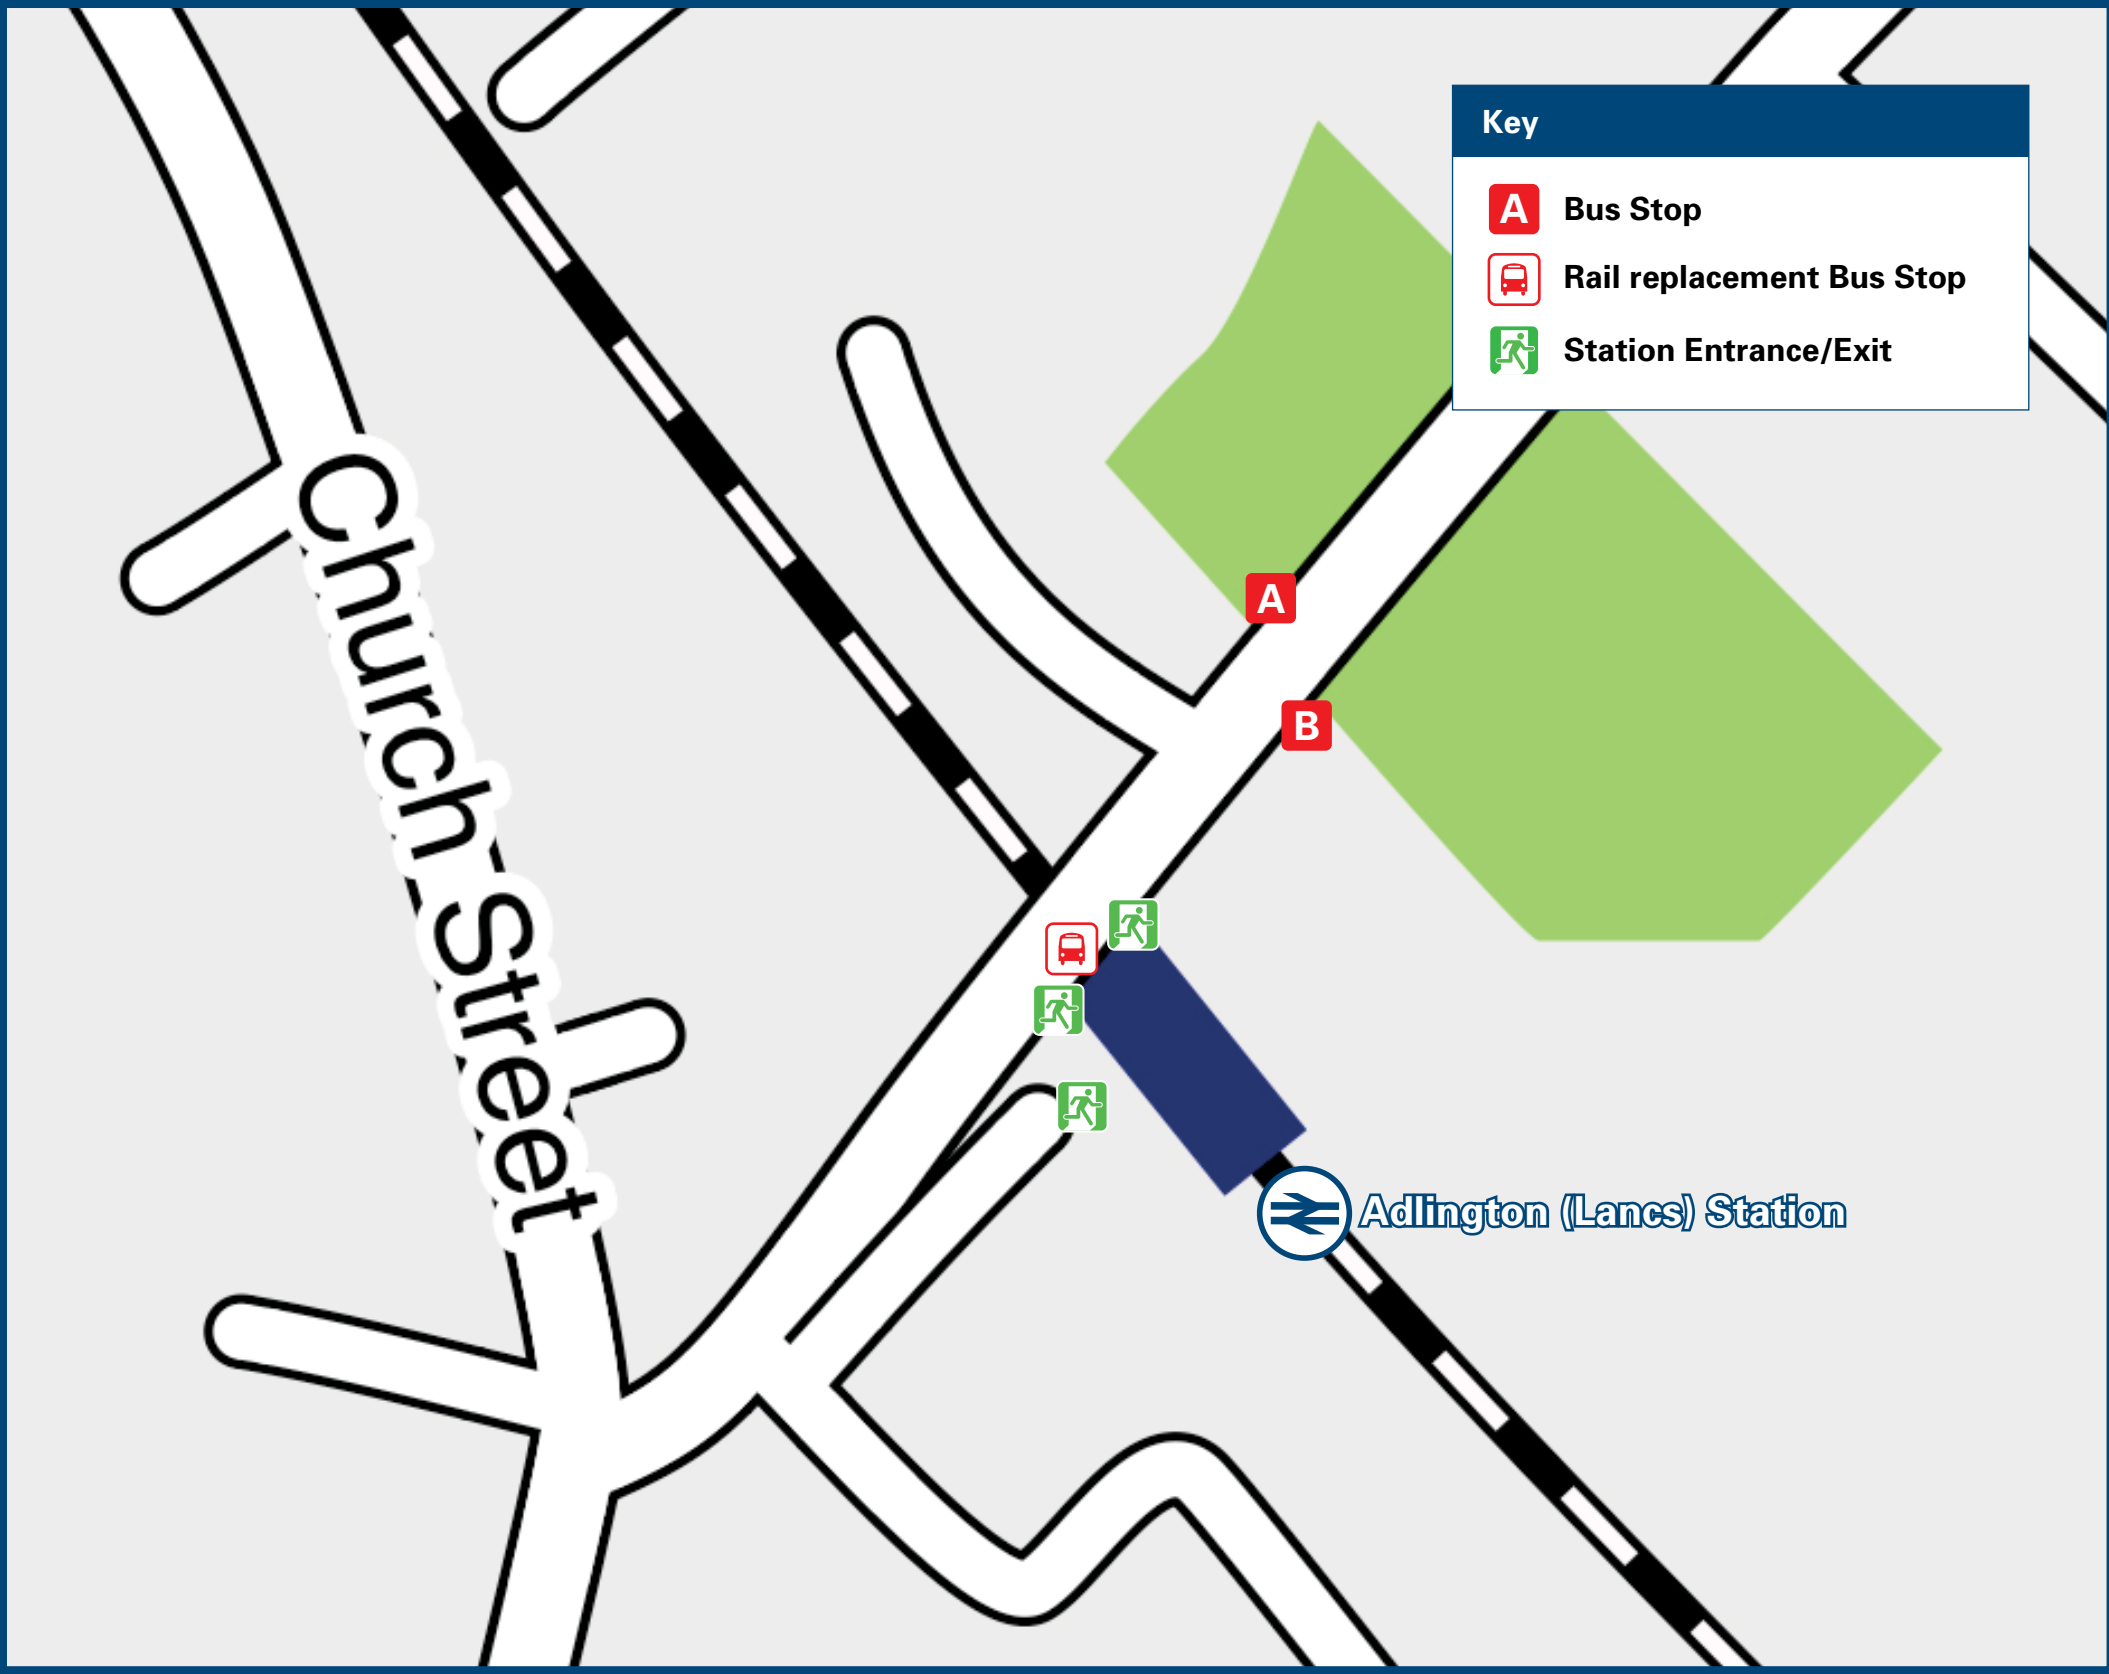 Key
A Bus Stop
Rail replacement Bus Stop
Station Entrance/Exit
Church Street
A
B
Adlington (Lancs) Station